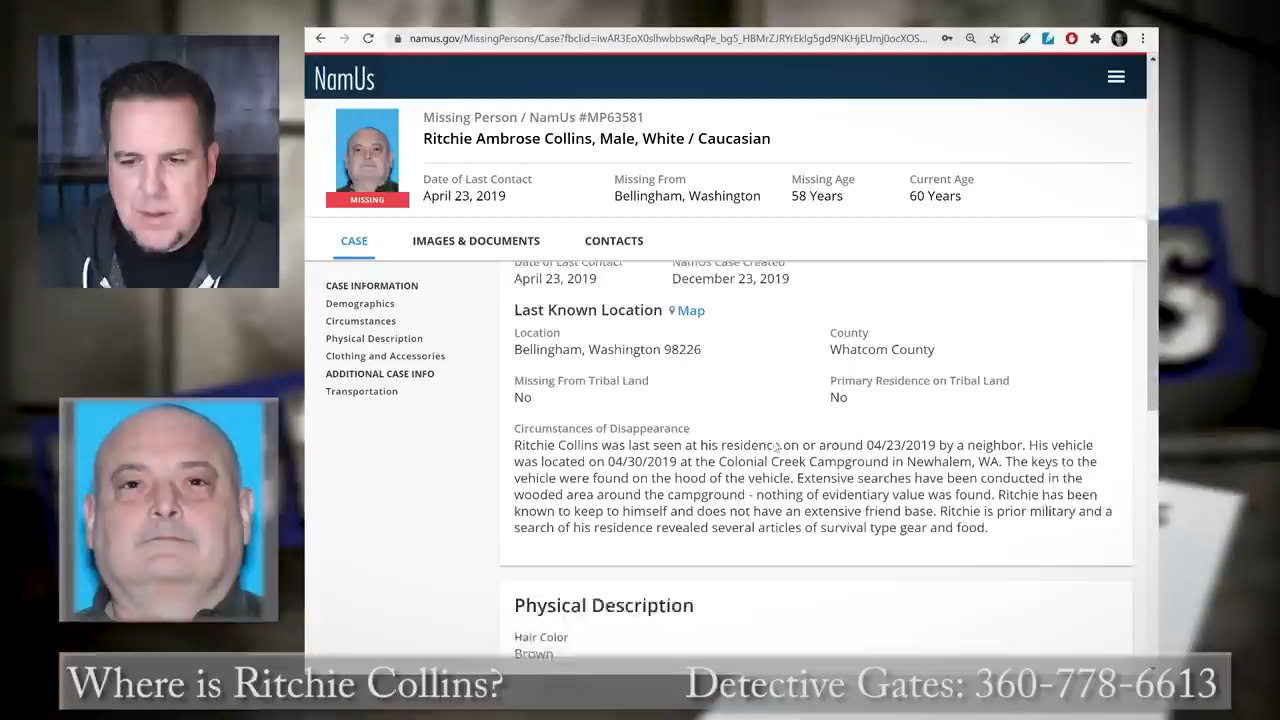 namus.gov/MissingPersons/Case?fbclid=IwAR3EoX0slhwbbswRqPe_bgS_HBMrZJRYrEkIg5gd9NKHjEUmj0ocXOS...
NamUs
Missing Person / NamUs #MP63581
Ritchie Ambrose Collins, Male, White / Caucasian
Date of Last Contact Missing From Missing Age Current Age
April 23, 2019 Bellingham, Washington 58 Years 60 Years
MISSING
CASE IMAGES & DOCUMENTS CONTACTS
CASE INFORMATION
Demographics
Circumstances
Physical Description
Clothing and Accessories
ADDITIONAL CASE INFO
Transportation
Date of Last Contact NamUs Case Created
April 23, 2019 December 23, 2019
Last Known Location Map
Location County
Bellingham, Washington 98226 Whatcom County
Missing From Tribal Land Primary Residence on Tribal Land
No No
Circumstances of Disappearance
Ritchie Collins was last seen at his residence on or around 04/23/2019 by a neighbor. His vehicle
was located on 04/30/2019 at the Colonial Creek Campground in Newhalem, WA. The keys to the
vehicle were found on the hood of the vehicle. Extensive searches have been conducted in the
wooded area around the campground - nothing of evidentiary value was found. Ritchie has been
known to keep to himself and does not have an extensive friend base. Ritchie is prior military and a
search of his residence revealed several articles of survival type gear and food.
Physical Description
Hair Color
Brown
Where is Ritchie Collins? Detective Gates: 360-778-6613